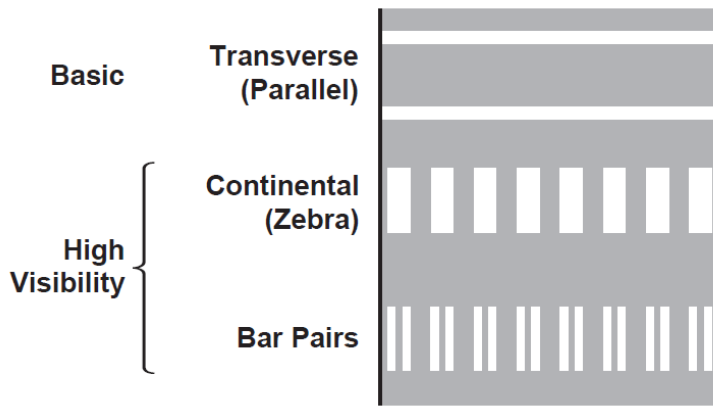 Basic
Transverse
(Parallel)
High
Visibility
Continental
(Zebra)
Bar Pairs